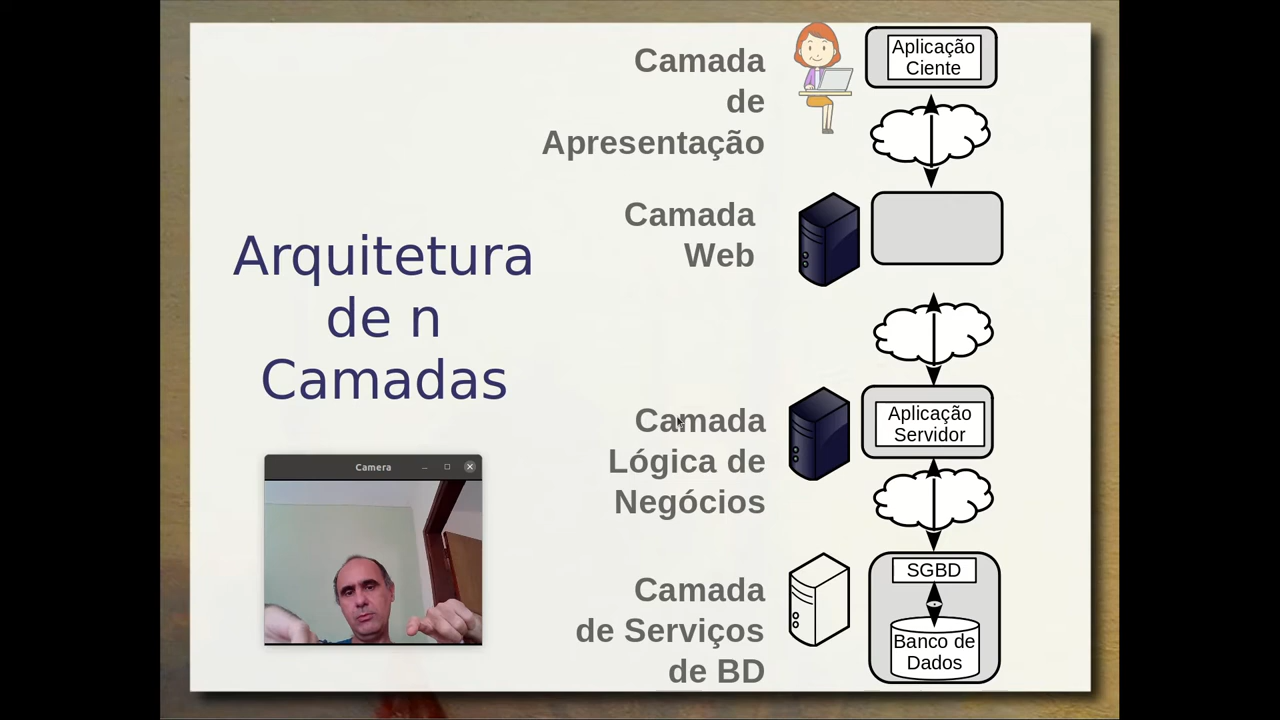 Arquitetura
de n
Camadas
Camera
Camada
de
Apresentação
Aplicação
Ciente
Camada
Web
Camada
Lógica de
Negócios
Aplicação
Servidor
Camada
de Serviços
de BD
SGBD
Banco de
Dados